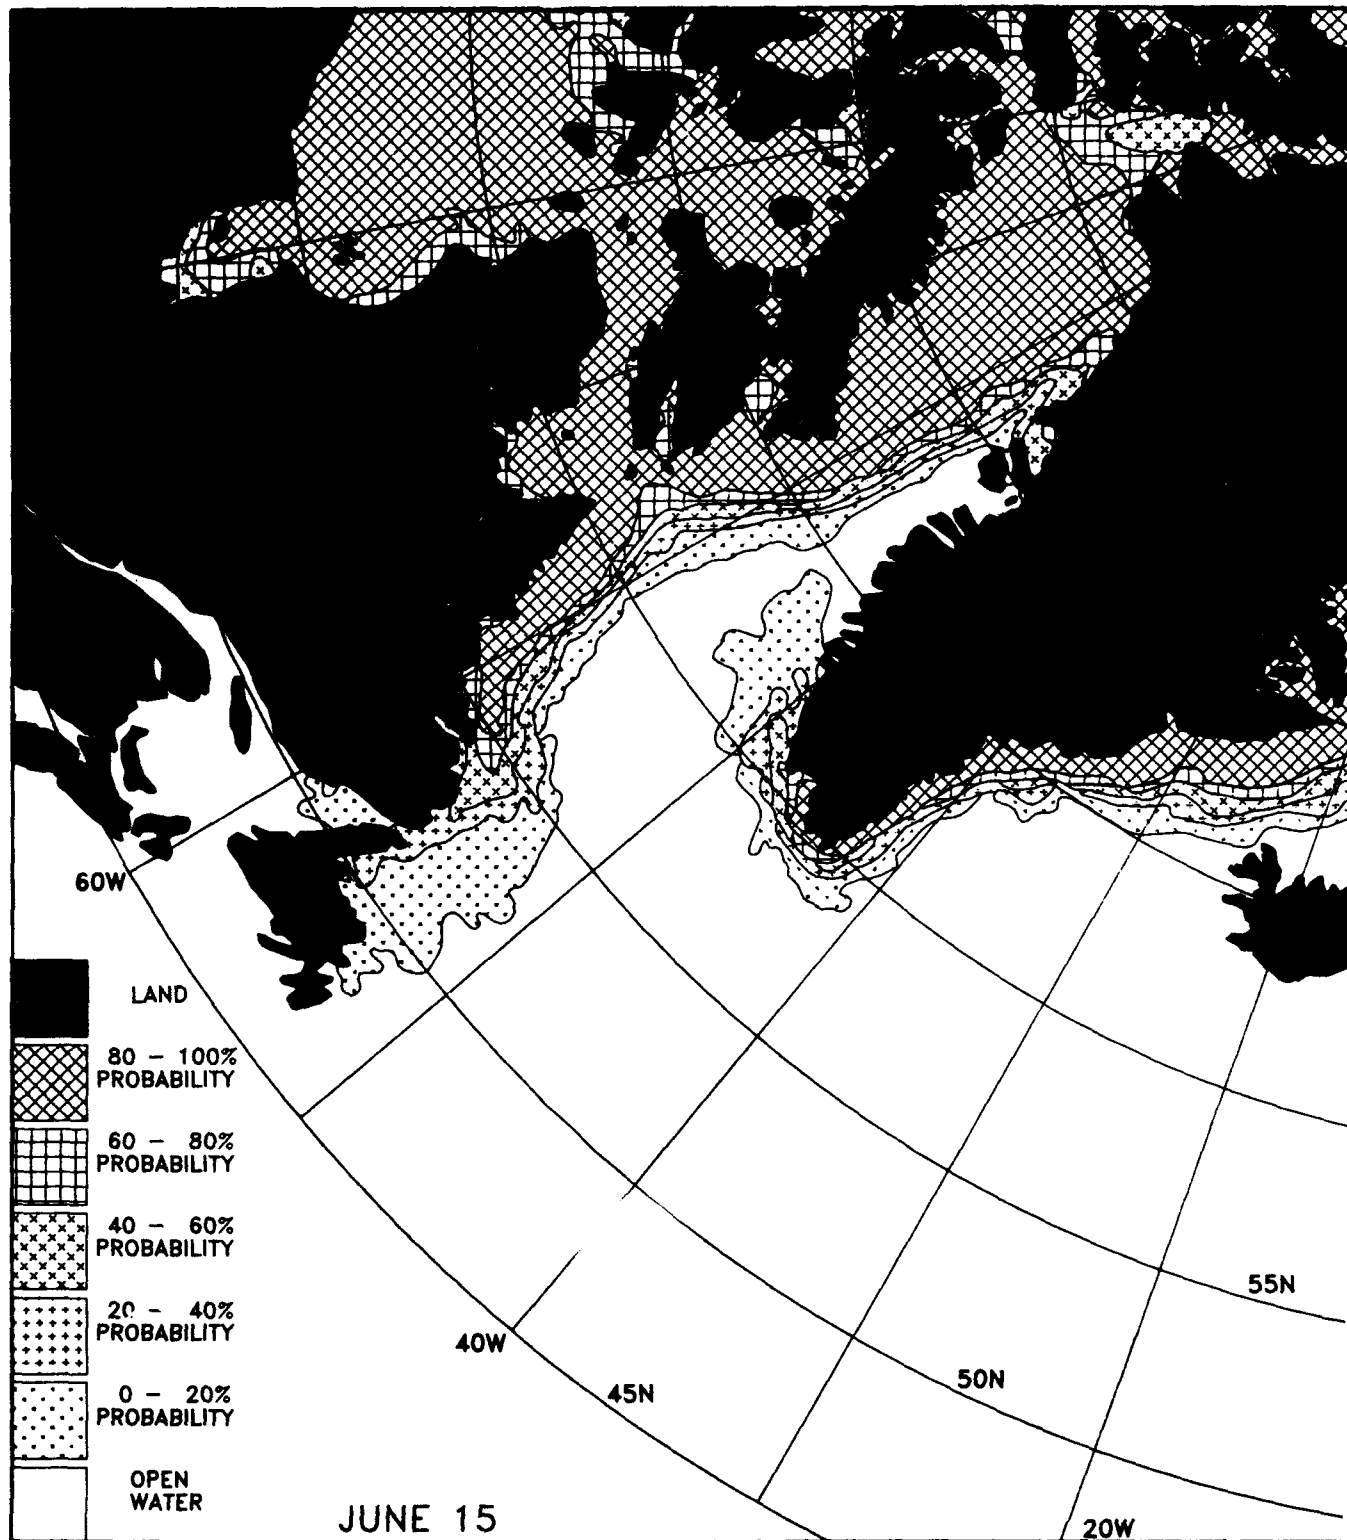 60W
LAND
80 - 100%
PROBABILITY
60 - 80%
PROBABILITY
40 - 60%
PROBABILITY
20 - 40%
PROBABILITY
0 - 20%
PROBABILITY
OPEN
WATER
55N
40W
50N
45N
JUNE 15
20W